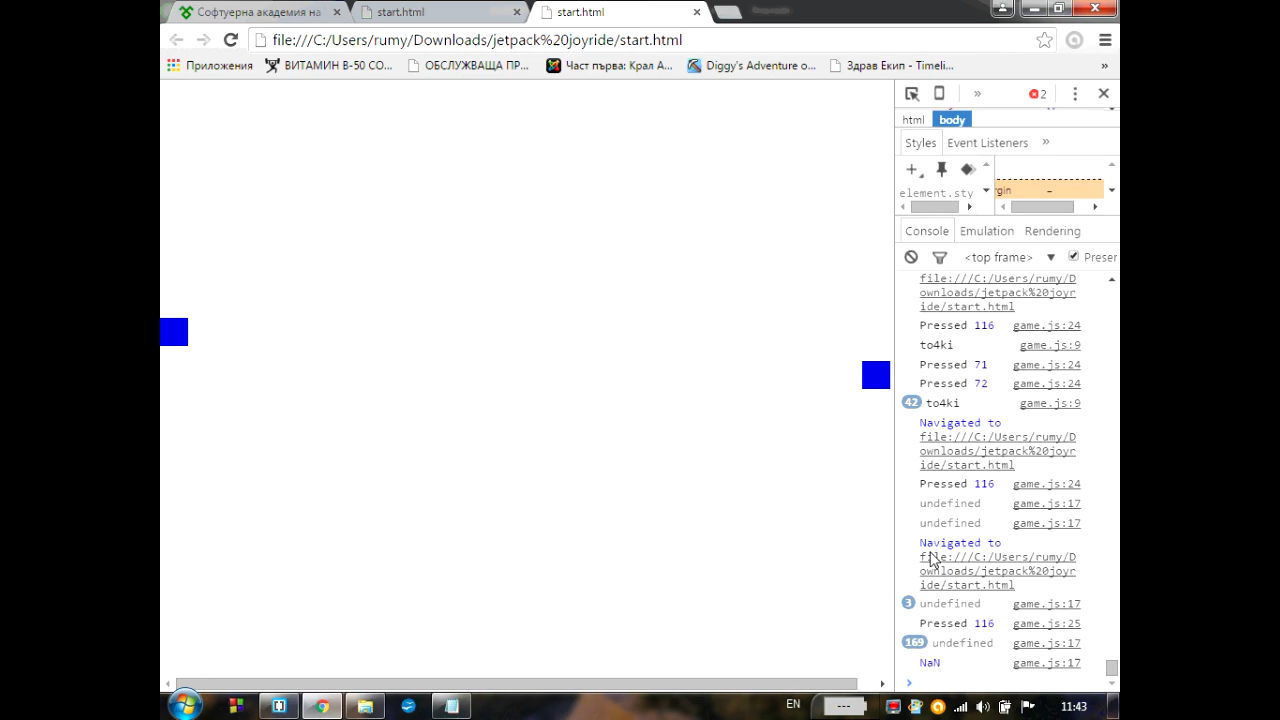 Софтуерна академия на
start.html
start.html
file:///C:/Users/rumy/Downloads/jetpack%20joyride/start.html
Приложения
ВИТАМИН B-50 CO...
ОБСЛУЖВАЩА ПР...
Част първа: Крал А...
Diggy's Adventure о...
Здрав Екип - Timeli...
»
» 2
html body
Styles Event Listeners »
element.sty
rgin –
Console Emulation Rendering
<top frame> ▼ Preser
file:///C:/Users/rumy/D
ownloads/jetpack%20joyr
ide/start.html
Pressed 116 game.js:24
to4ki game.js:9
Pressed 71 game.js:24
Pressed 72 game.js:24
42 to4ki game.js:9
Navigated to
file:///C:/Users/rumy/D
ownloads/jetpack%20joyr
ide/start.html
Pressed 116 game.js:24
undefined game.js:17
undefined game.js:17
Navigated to
file:///C:/Users/rumy/D
ownloads/jetpack%20joyr
ide/start.html
3 undefined game.js:17
Pressed 116 game.js:25
169 undefined game.js:17
NaN game.js:17
EN
---
11:43